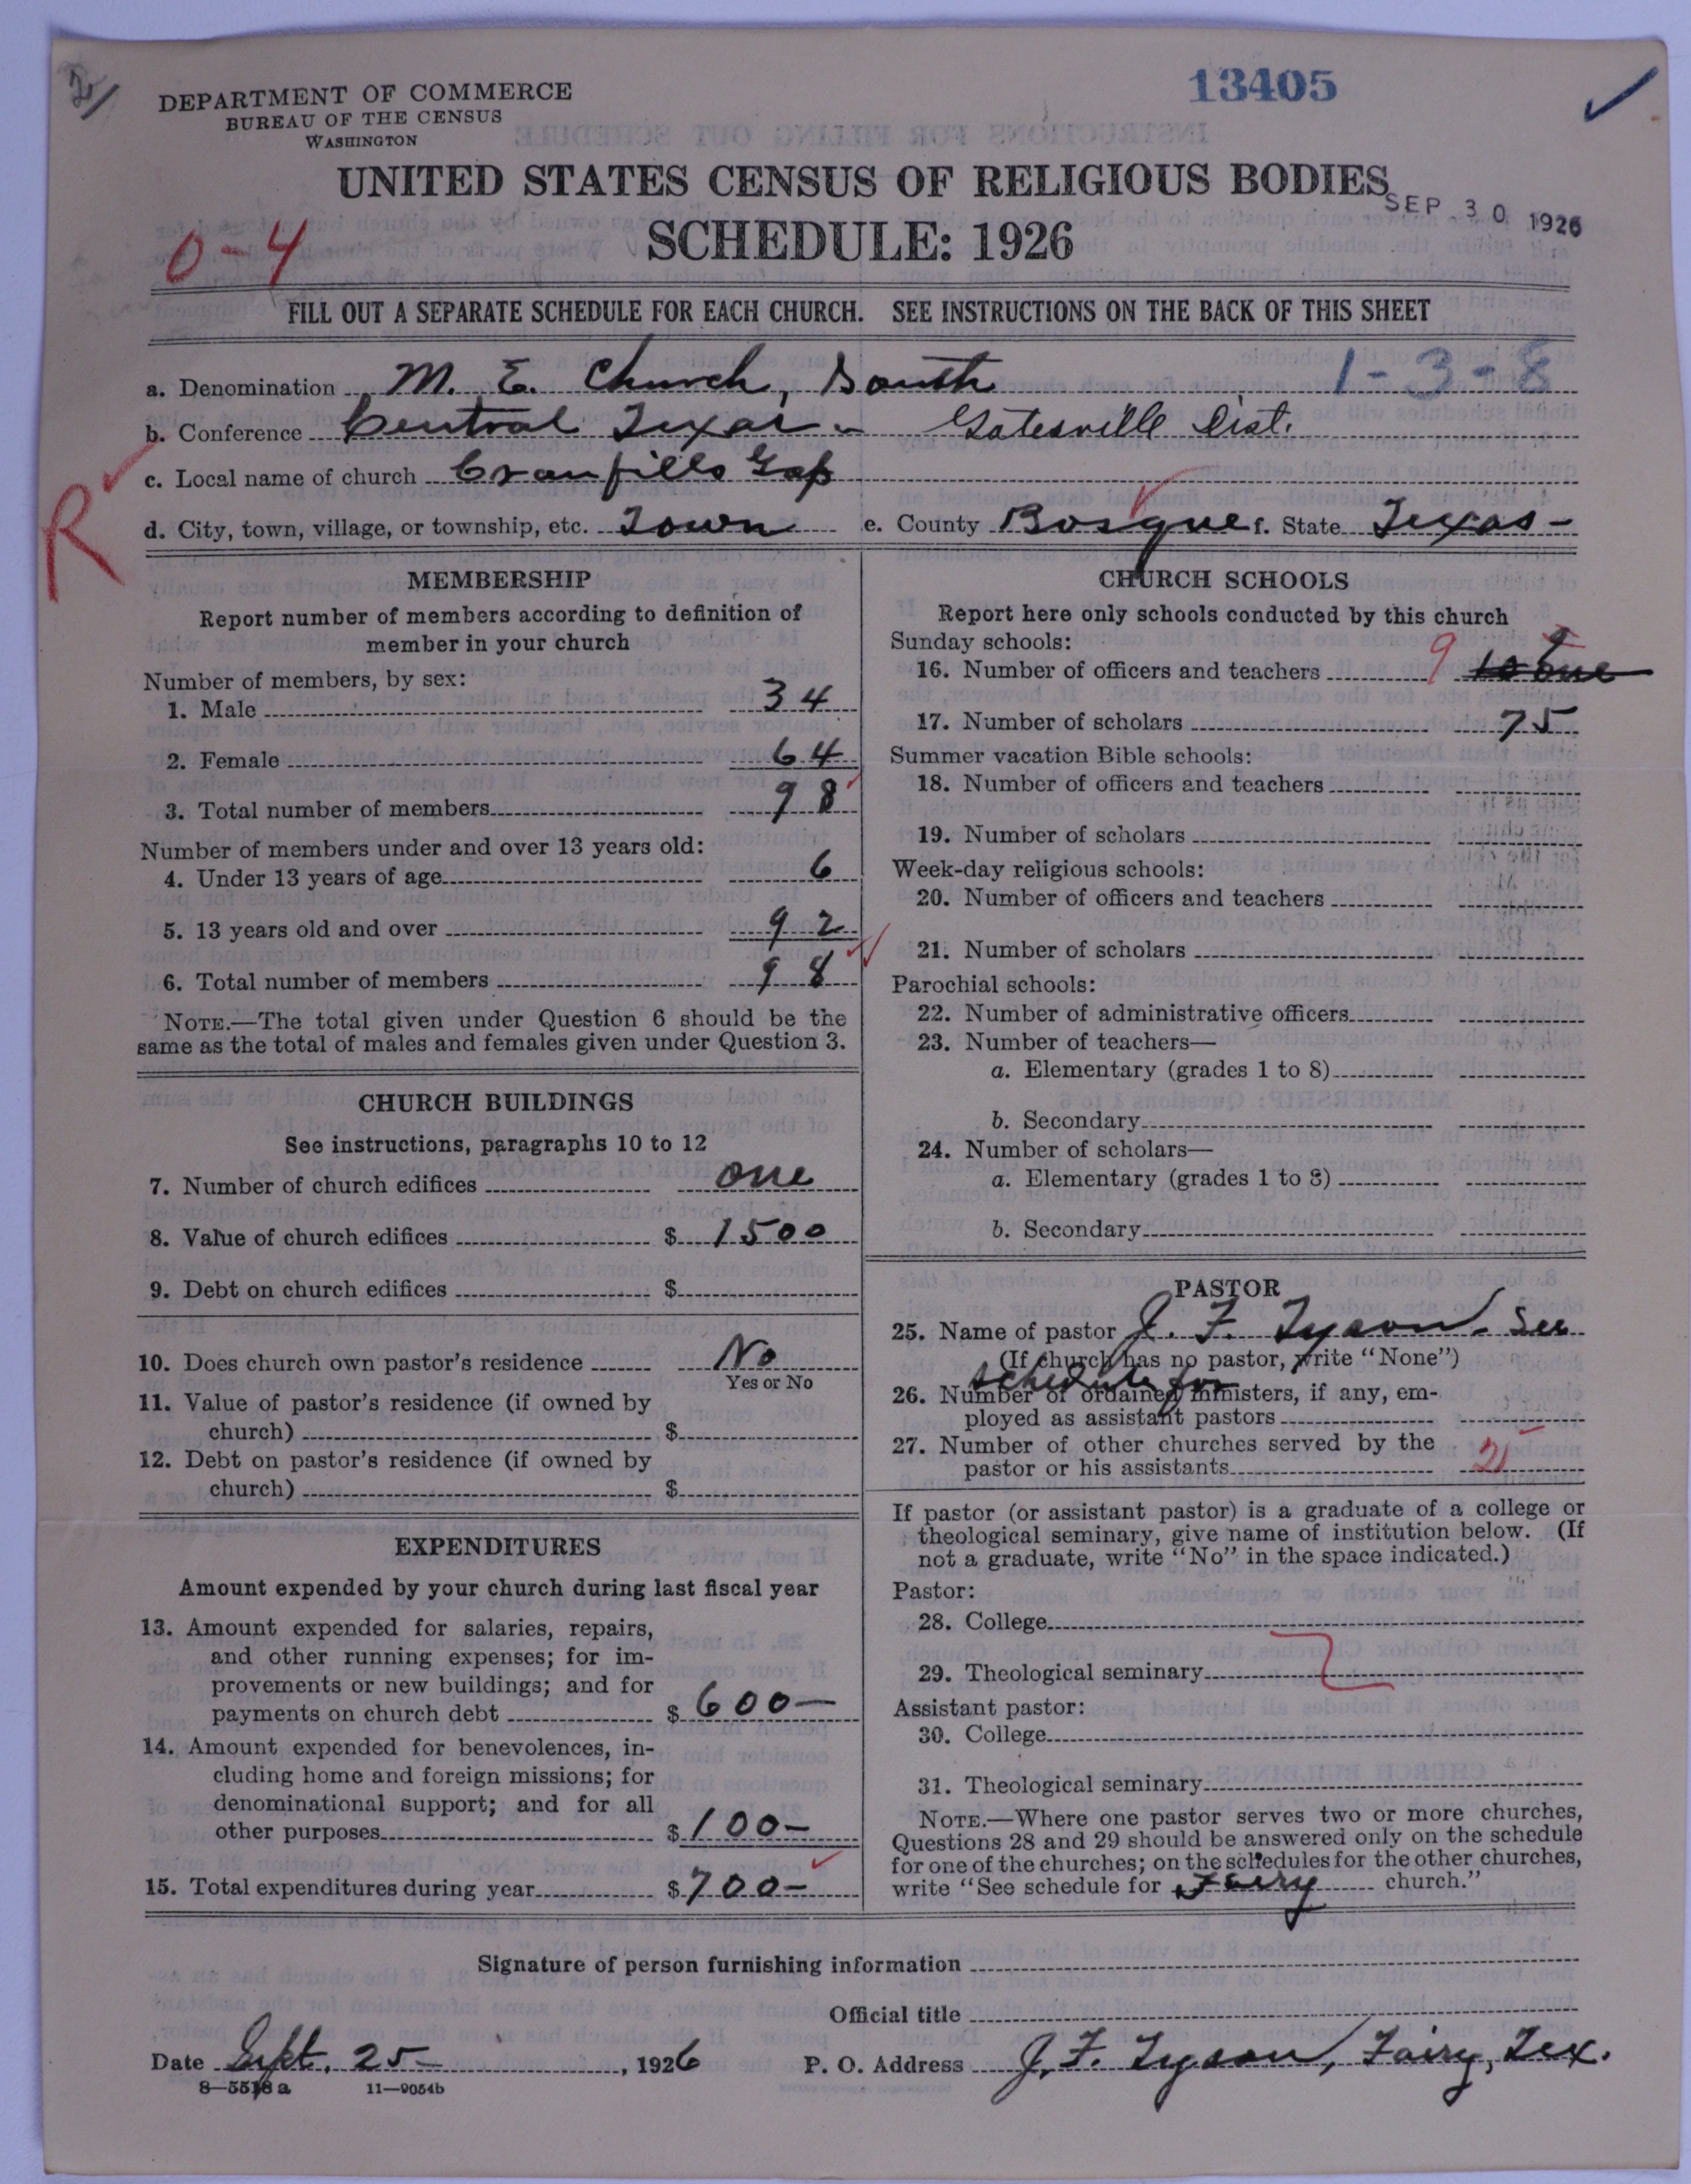 13405
DEPARTMENT OF COMMERCE
BUREAU OF THE CENSUS
WASHINGTON
UNITED STATES CENSUS OF RELIGIOUS BODIES
SEP 30 1926
SCHEDULE: 1926
0-4
FILL OUT A SEPARATE SCHEDULE FOR EACH CHURCH. SEE INSTRUCTIONS ON THE BACK OF THIS SHEET
1-3-8
a. Denomination M. E. Church, South
b. Conference Central Texas - Gatesville Dist.
c. Local name of church Cranfills Gap
R
d. City, town, village, or township, etc. Town e. County Bosque f. State Texas -
MEMBERSHIP
Report number of members according to definition of
member in your church
Number of members, by sex:
1. Male 34
2. Female 64
3. Total number of members 98
Number of members under and over 13 years old:
4. Under 13 years of age 6
5. 13 years old and over 92
6. Total number of members 98
NOTE.—The total given under Question 6 should be the
same as the total of males and females given under Question 3.
CHURCH BUILDINGS
See instructions, paragraphs 10 to 12
7. Number of church edifices one
8. Value of church edifices $ 1500
9. Debt on church edifices $
10. Does church own pastor's residence No
Yes or No
11. Value of pastor's residence (if owned by
church) $
12. Debt on pastor's residence (if owned by
church) $
EXPENDITURES
Amount expended by your church during last fiscal year
13. Amount expended for salaries, repairs,
and other running expenses; for im-
provements or new buildings; and for
payments on church debt $ 600—
14. Amount expended for benevolences, in-
cluding home and foreign missions; for
denominational support; and for all
other purposes $ 100—
15. Total expenditures during year $ 700—
CHURCH SCHOOLS
Report here only schools conducted by this church
Sunday schools:
16. Number of officers and teachers 9
17. Number of scholars 75
Summer vacation Bible schools:
18. Number of officers and teachers
19. Number of scholars
Week-day religious schools:
20. Number of officers and teachers
21. Number of scholars
Parochial schools:
22. Number of administrative officers
23. Number of teachers—
a. Elementary (grades 1 to 8)
b. Secondary
24. Number of scholars—
a. Elementary (grades 1 to 8)
b. Secondary
PASTOR
25. Name of pastor J. F. Tyson. See
(If church has no pastor, write "None")
schedule for
26. Number of ordained ministers, if any, em-
ployed as assistant pastors
27. Number of other churches served by the
pastor or his assistants
If pastor (or assistant pastor) is a graduate of a college or
theological seminary, give name of institution below. (If
not a graduate, write "No" in the space indicated.)
Pastor:
28. College
29. Theological seminary
Assistant pastor:
30. College
31. Theological seminary
NOTE.—Where one pastor serves two or more churches,
Questions 28 and 29 should be answered only on the schedule
for one of the churches; on the schedules for the other churches,
write "See schedule for Fairy church."
Signature of person furnishing information
Official title
Date Sept. 25, 1926 P. O. Address J. F. Tyson, Fairy, Tex.
8—5518a 11—9054b